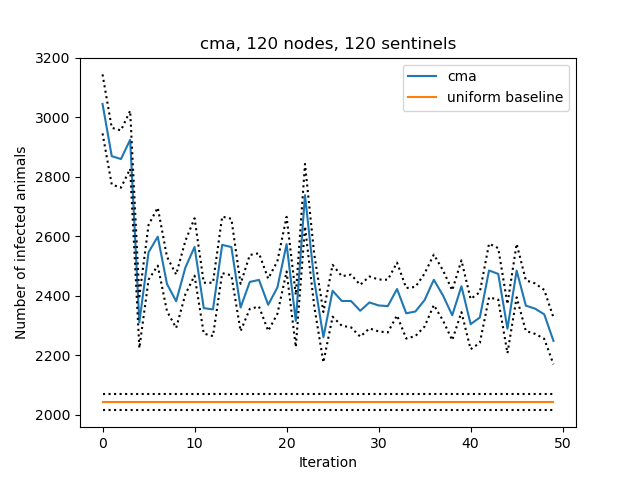 cma, 120 nodes, 120 sentinels
3200
3000
2800
2600
2400
2200
2000
Number of infected animals
cma
uniform baseline
0
10
20
30
40
50
Iteration